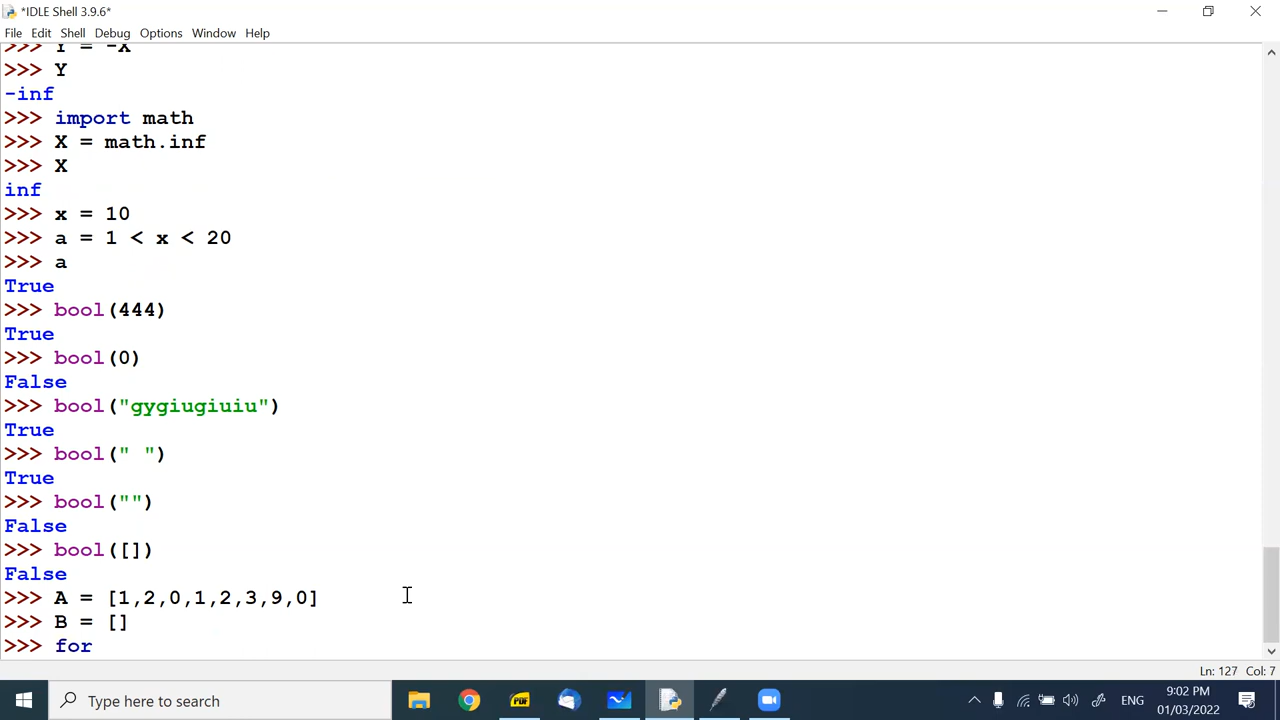 *IDLE Shell 3.9.6*
File Edit Shell Debug Options Window Help
>>> Y = -X
>>> Y
-inf
>>> import math
>>> X = math.inf
>>> X
inf
>>> x = 10
>>> a = 1 < x < 20
>>> a
True
>>> bool(444)
True
>>> bool(0)
False
>>> bool("gygiugiuiu")
True
>>> bool(" ")
True
>>> bool("")
False
>>> bool([])
False
>>> A = [1,2,0,1,2,3,9,0]
>>> B = []
>>> for
Ln: 127 Col: 7
Type here to search
PDF
ENG
9:02 PM
01/03/2022